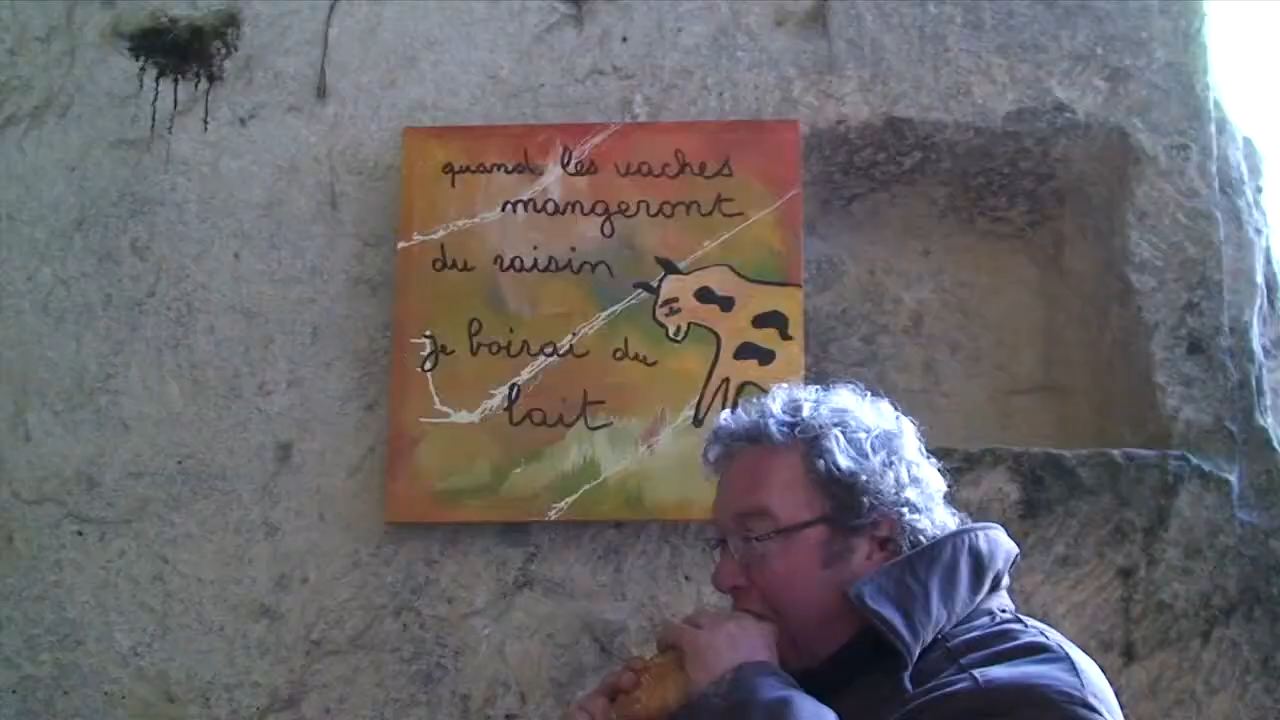 quand les vaches
mangeront
du raisin
Je boirai du
lait